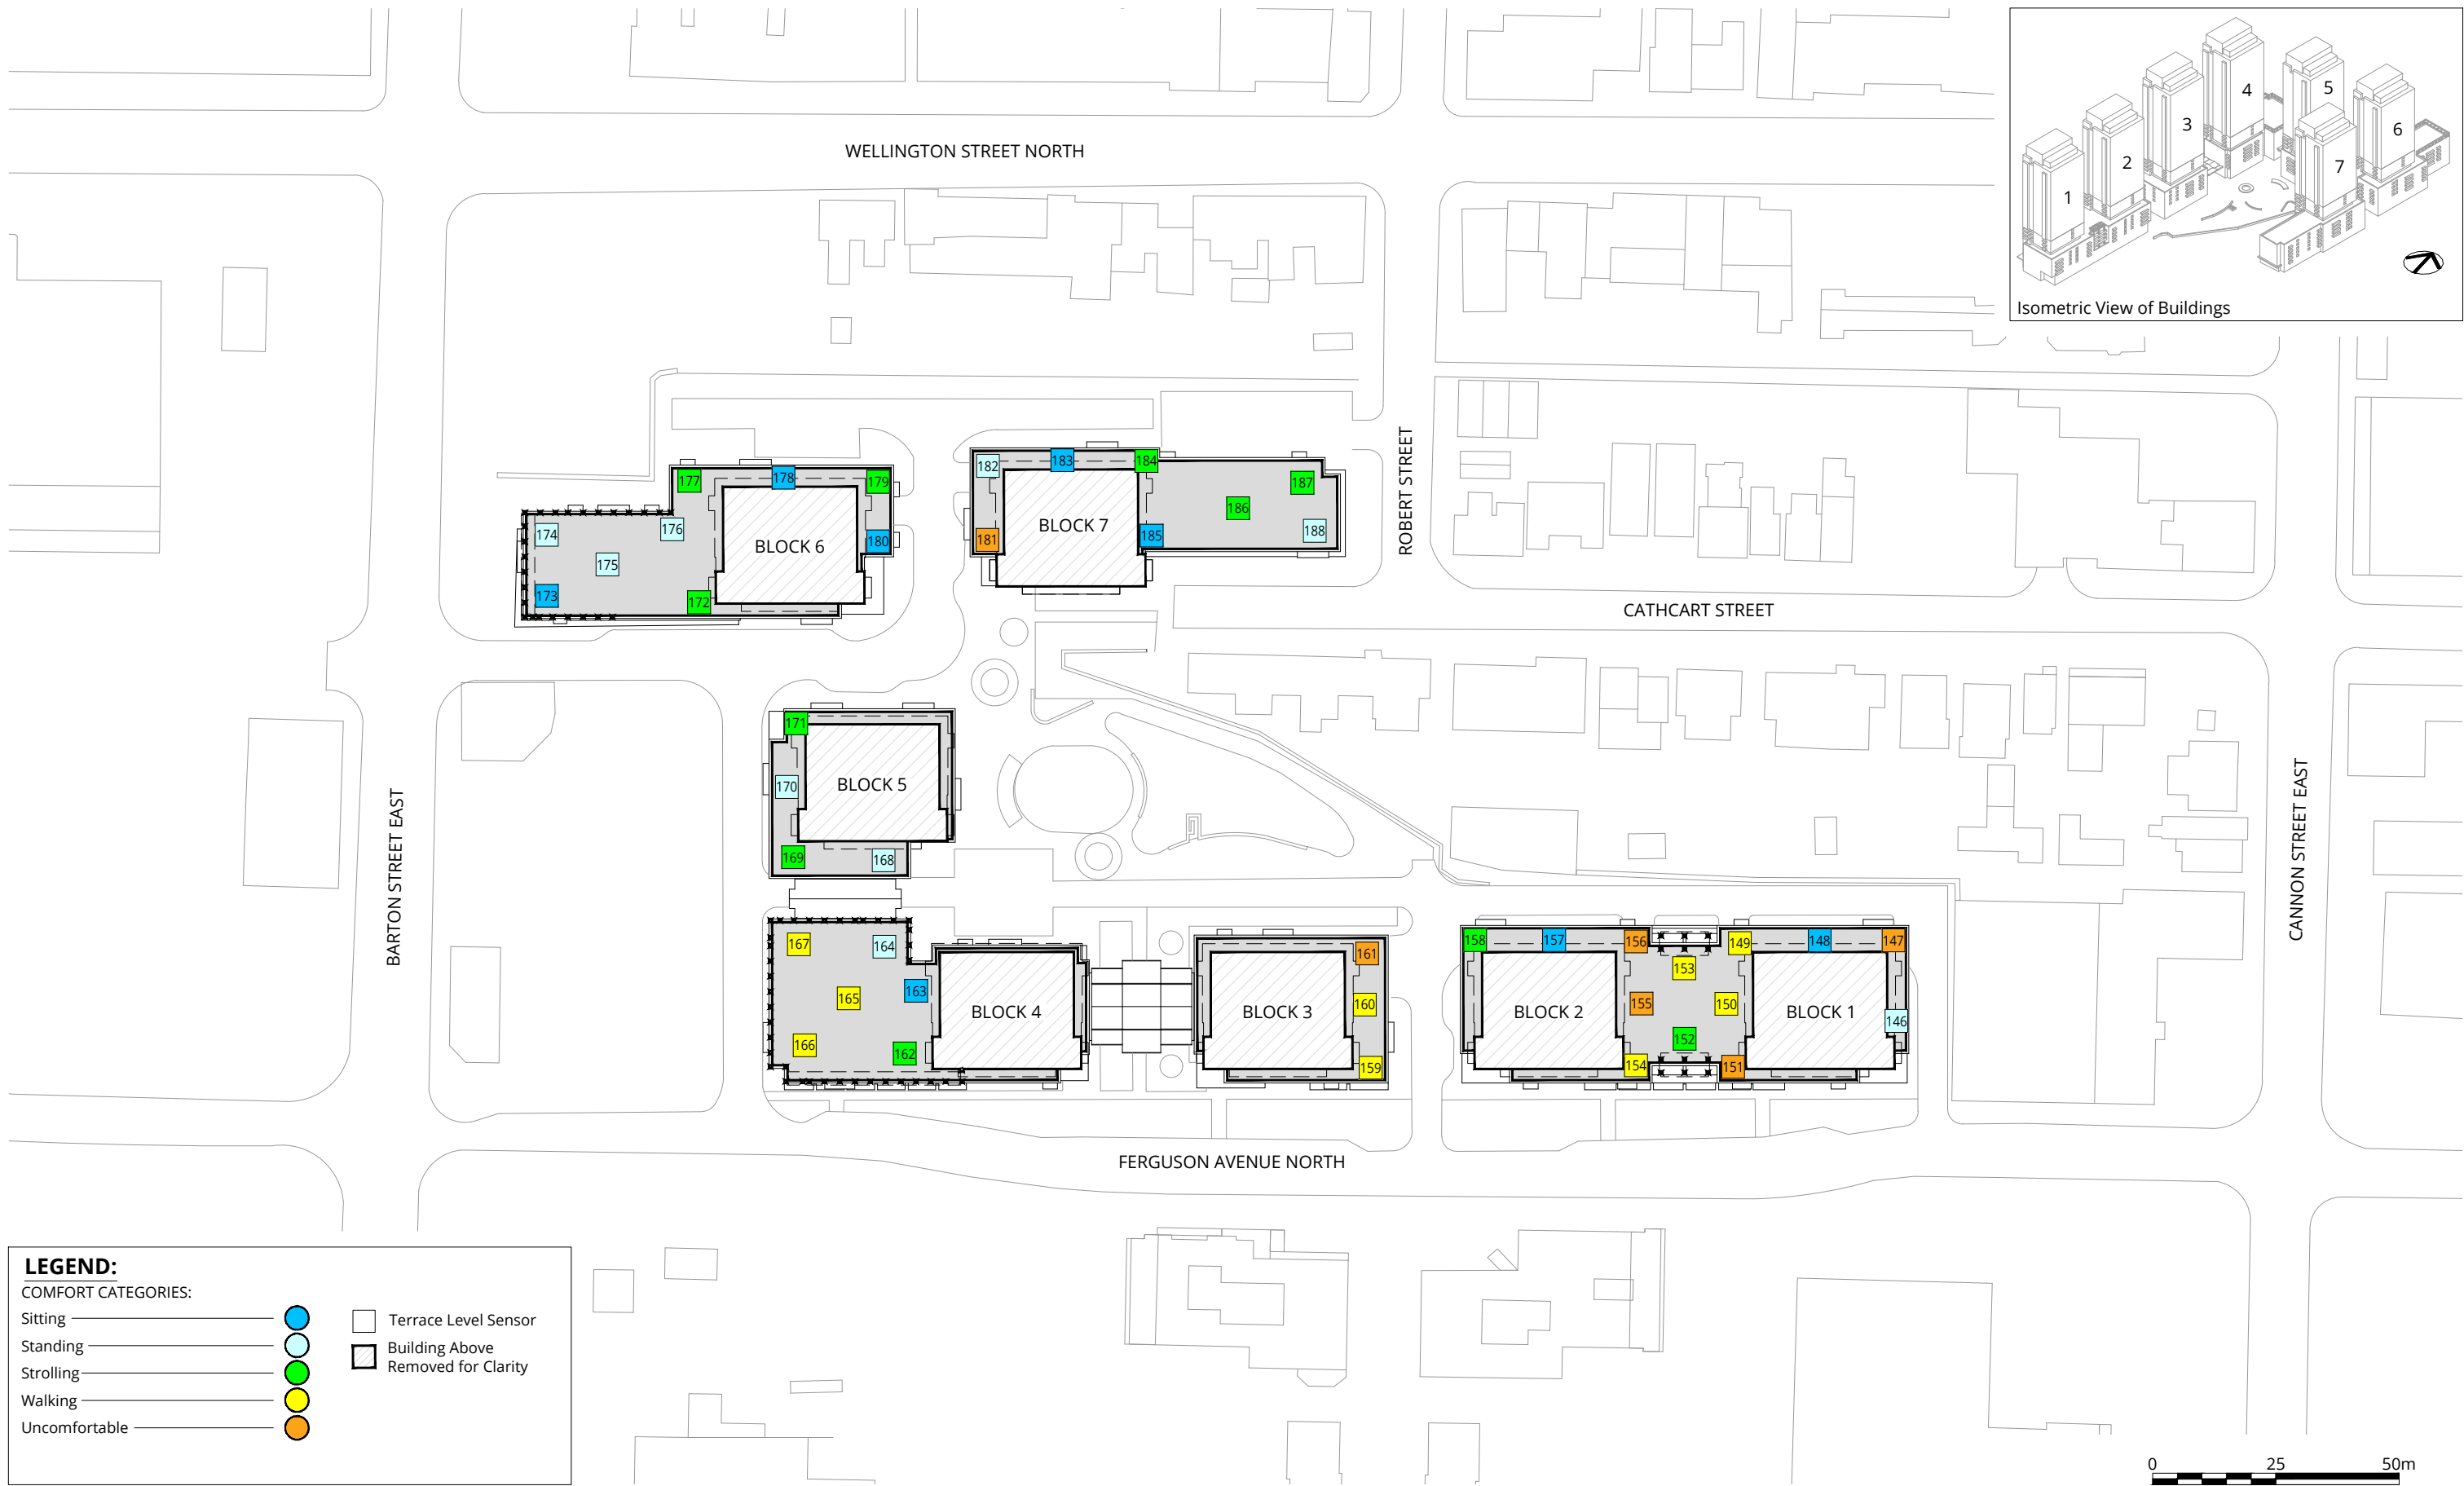 4
5
3
6
2
7
1
Isometric View of Buildings
WELLINGTON STREET NORTH
ROBERT STREET
182
183
184
187
186
188
181
185
BLOCK 7
177
178
179
174
176
175
180
173
172
BLOCK 6
CATHCART STREET
171
170
BLOCK 5
169
168
BARTON STREET EAST
CANNON STREET EAST
167
164
163
165
166
162
BLOCK 4
161
160
159
BLOCK 3
158
157
156
149
148
147
153
155
150
152
154
151
146
BLOCK 2
BLOCK 1
FERGUSON AVENUE NORTH
LEGEND:
COMFORT CATEGORIES:
Sitting
Standing
Strolling
Walking
Uncomfortable
Terrace Level Sensor
Building Above
Removed for Clarity
0 25 50m